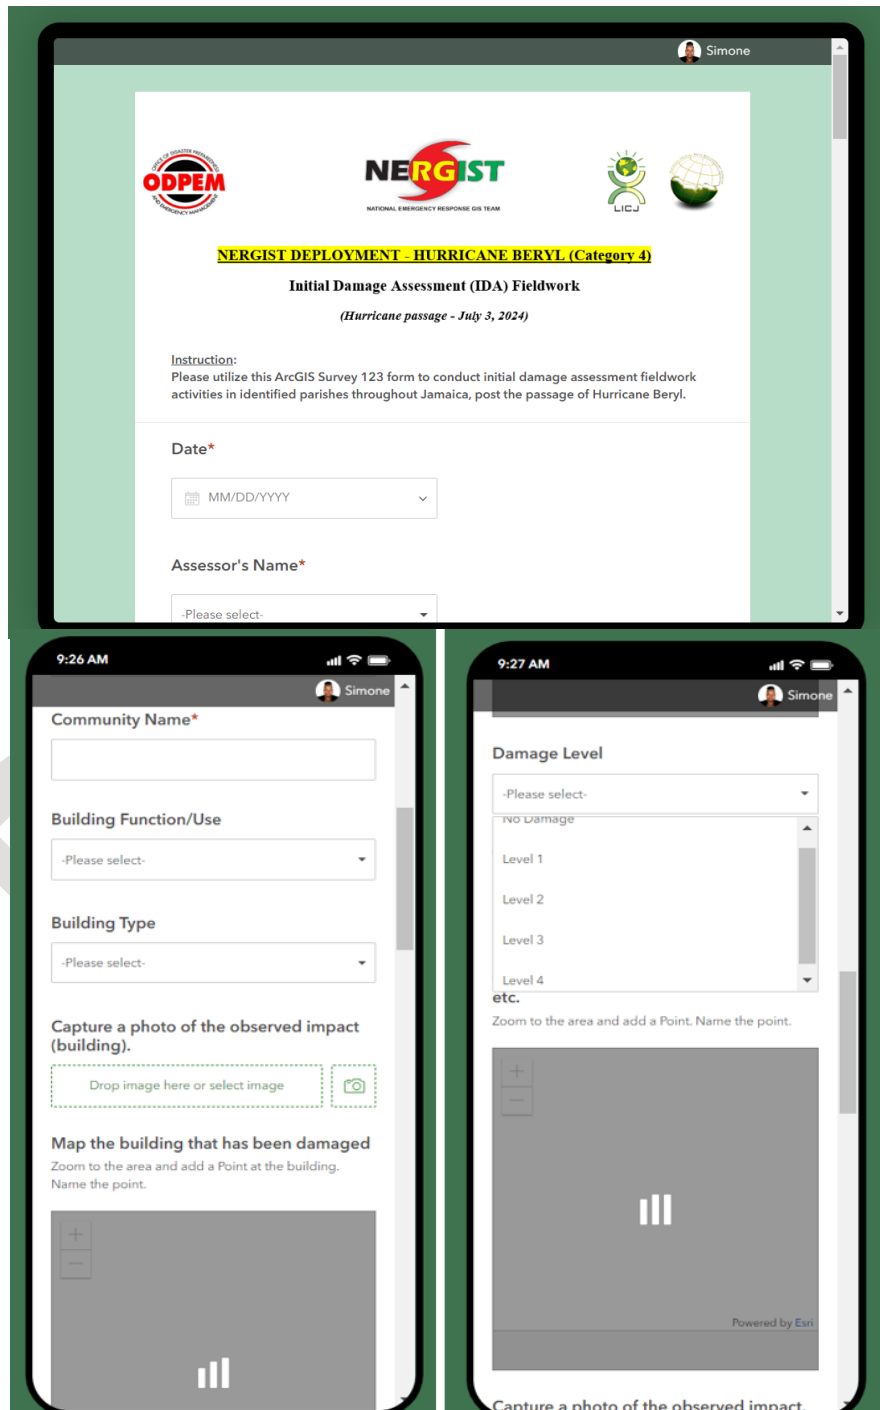 Simone
OFFICE OF DISASTER PREPAREDNESS
ODPEM
AND EMERGENCY MANAGEMENT
NERGIST
NATIONAL EMERGENCY RESPONSE GIS TEAM
LICJ
NERGIST DEPLOYMENT - HURRICANE BERYL (Category 4)
Initial Damage Assessment (IDA) Fieldwork
(Hurricane passage - July 3, 2024)
Instruction:
Please utilize this ArcGIS Survey 123 form to conduct initial damage assessment fieldwork
activities in identified parishes throughout Jamaica, post the passage of Hurricane Beryl.
Date*
MM/DD/YYYY
Assessor's Name*
-Please select-
9:26 AM
Simone
Community Name*
Building Function/Use
-Please select-
Building Type
-Please select-
Capture a photo of the observed impact
(building).
Drop image here or select image
Map the building that has been damaged
Zoom to the area and add a Point at the building.
Name the point.
9:27 AM
Simone
Damage Level
-Please select-
No Damage
Level 1
Level 2
Level 3
Level 4
etc.
Zoom to the area and add a Point. Name the point.
Powered by Esri
Capture a photo of the observed impact.